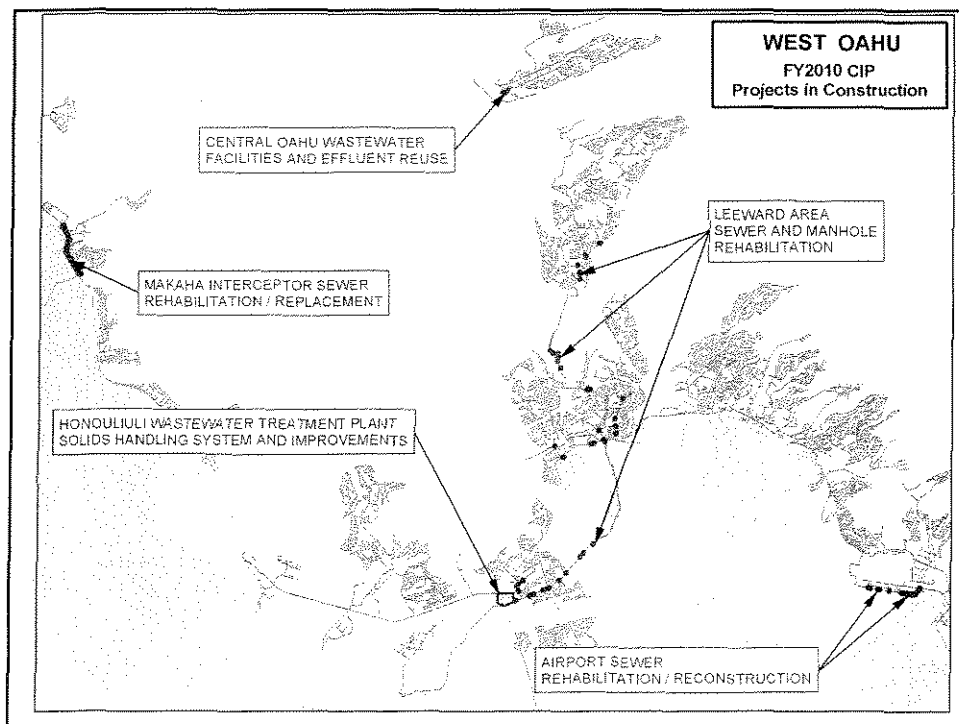 WEST OAHU
FY2010 CIP
Projects in Construction
CENTRAL OAHU WASTEWATER
FACILITIES AND EFFLUENT REUSE
LEEWARD AREA
SEWER AND MANHOLE
REHABILITATION
MAKAHA INTERCEPTOR SEWER
REHABILITATION / REPLACEMENT
HONOULIULI WASTEWATER TREATMENT PLANT
SOLIDS HANDLING SYSTEM AND IMPROVEMENTS
AIRPORT SEWER
REHABILITATION / RECONSTRUCTION